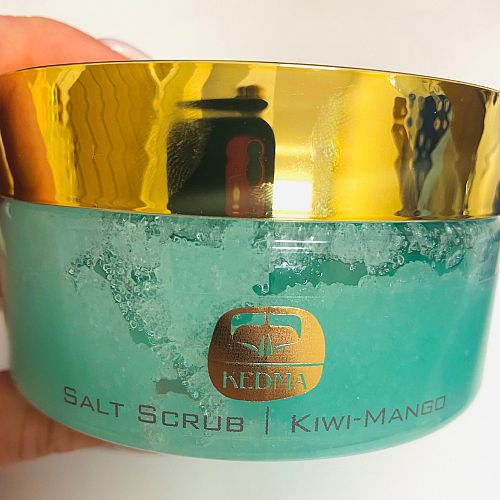 KEDMA
SALT SCRUB | KIWI-MANGO